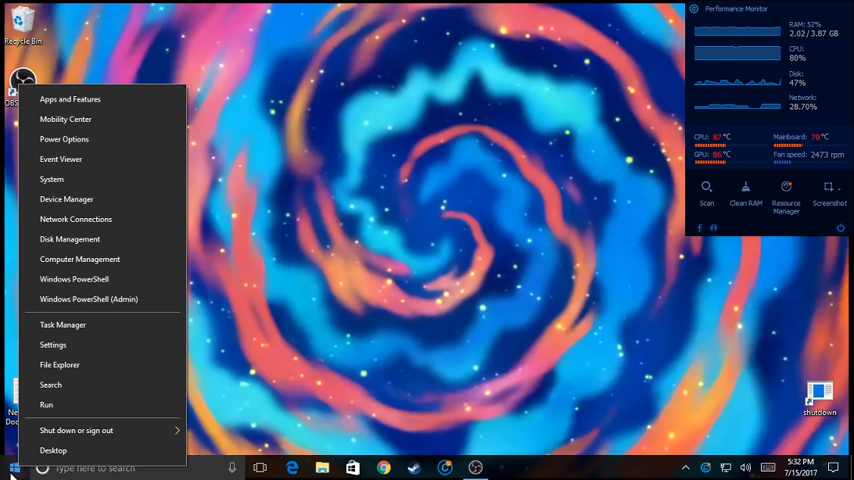 Recycle Bin
OBS
Apps and Features
Mobility Center
Power Options
Event Viewer
System
Device Manager
Network Connections
Disk Management
Computer Management
Windows PowerShell
Windows PowerShell (Admin)
Task Manager
Settings
File Explorer
Search
Run
Shut down or sign out
Desktop
Performance Monitor
RAM: 52%
2.02 / 3.87 GB
CPU:
80%
Disk:
47%
Network:
28.70%
CPU: 87 °C
Mainboard: 79 °C
GPU: 86 °C
Fan speed: 2473 rpm
Scan
Clean RAM
Resource
Manager
Screenshot
shutdown
Ne
Doc
Type here to search
5:32 PM
7/15/2017